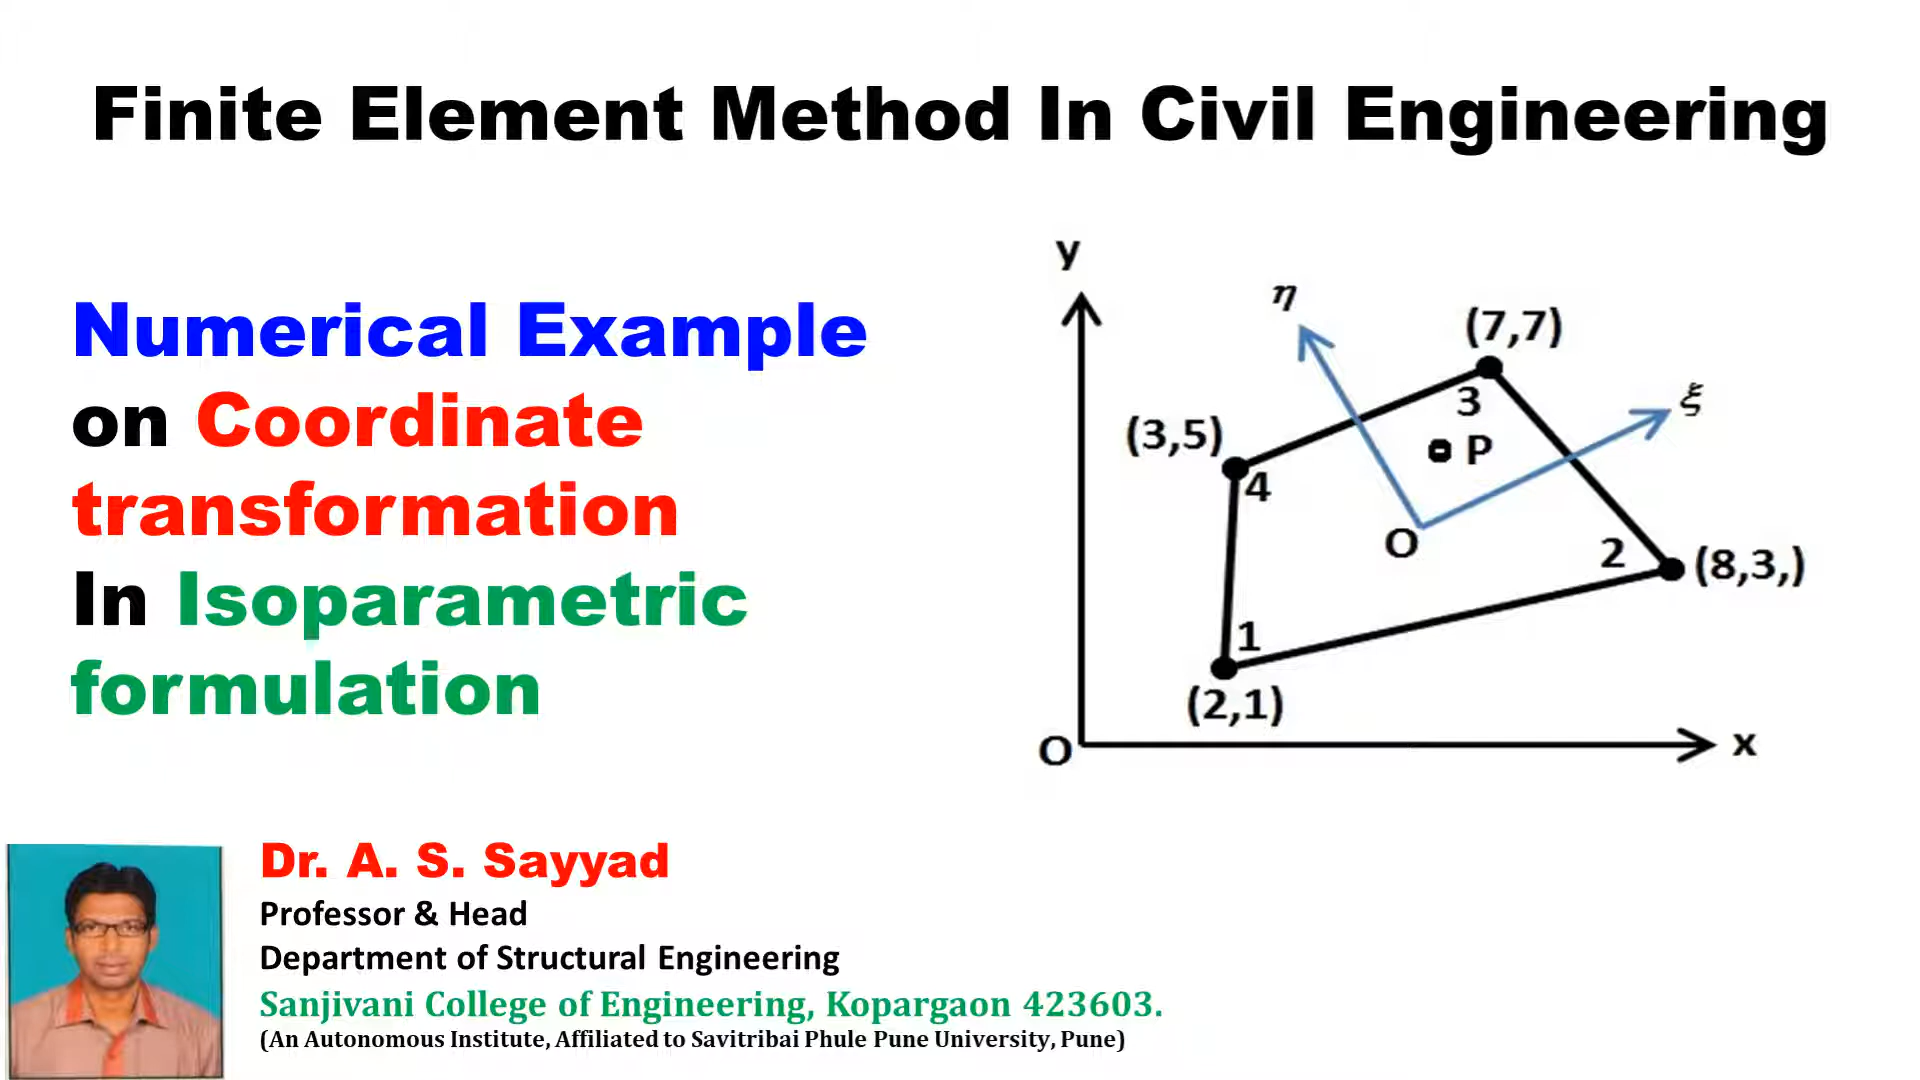 Finite Element Method In Civil Engineering
Numerical Example
on Coordinate
transformation
In Isoparametric
formulation
y
η
(7,7)
ξ
3
(3,5)
P
4
O
2
(8,3,)
1
(2,1)
O
x
Dr. A. S. Sayyad
Professor & Head
Department of Structural Engineering
Sanjivani College of Engineering, Kopargaon 423603.
(An Autonomous Institute, Affiliated to Savitribai Phule Pune University, Pune)